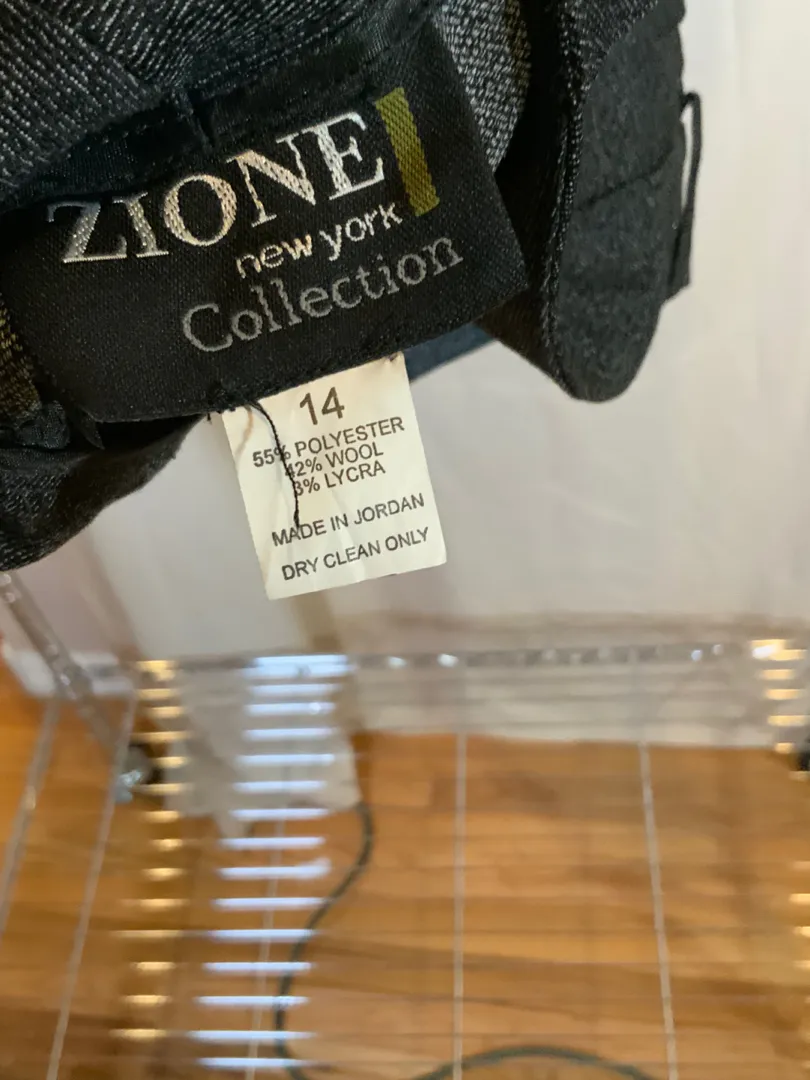 ZIONE
new york
Collection
14
55% POLYESTER
42% WOOL
3% LYCRA
MADE IN JORDAN
DRY CLEAN ONLY